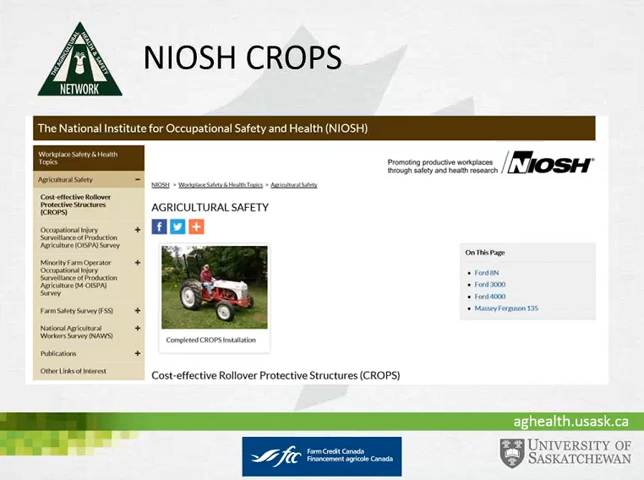 THE AGRICULTURAL HEALTH & SAFETY
NETWORK
NIOSH CROPS
The National Institute for Occupational Safety and Health (NIOSH)
Workplace Safety & Health
Topics
Agricultural Safety
Cost-effective Rollover
Protective Structures
(CROPS)
Occupational Injury
Surveillance of Production
Agriculture (OISPA) Survey
Minority Farm Operator
Occupational Injury
Surveillance of Production
Agriculture (M-OISPA)
Survey
Farm Safety Survey (FSS)
National Agricultural
Workers Survey (NAWS)
Publications
Other Links of Interest
Promoting productive workplaces
through safety and health research
NIOSH
NIOSH > Workplace Safety & Health Topics > Agricultural Safety
AGRICULTURAL SAFETY
Completed CROPS Installation
On This Page
Ford 8N
Ford 3000
Ford 4000
Massey Ferguson 135
Cost-effective Rollover Protective Structures (CROPS)
aghealth.usask.ca
fcc
Farm Credit Canada
Financement agricole Canada
UNIVERSITY OF
SASKATCHEWAN